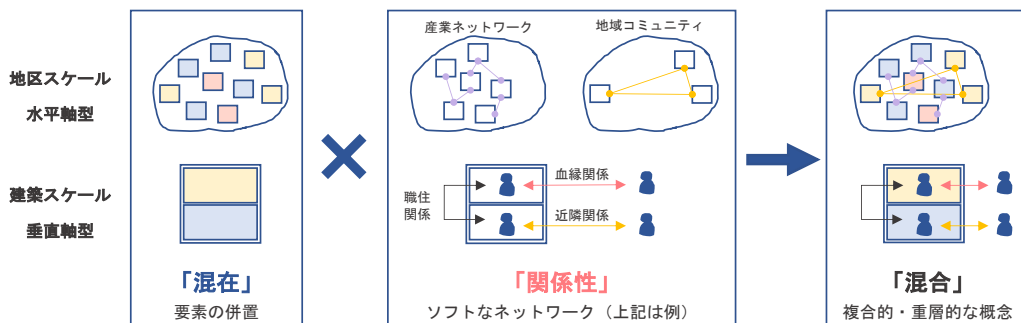 地区スケール
水平軸型
建築スケール
垂直軸型
「混在」
要素の併置
産業ネットワーク
地域コミュニティ
職住
関係
血縁関係
近隣関係
「関係性」
ソフトなネットワーク（上記は例）
「混合」
複合的・重層的な概念